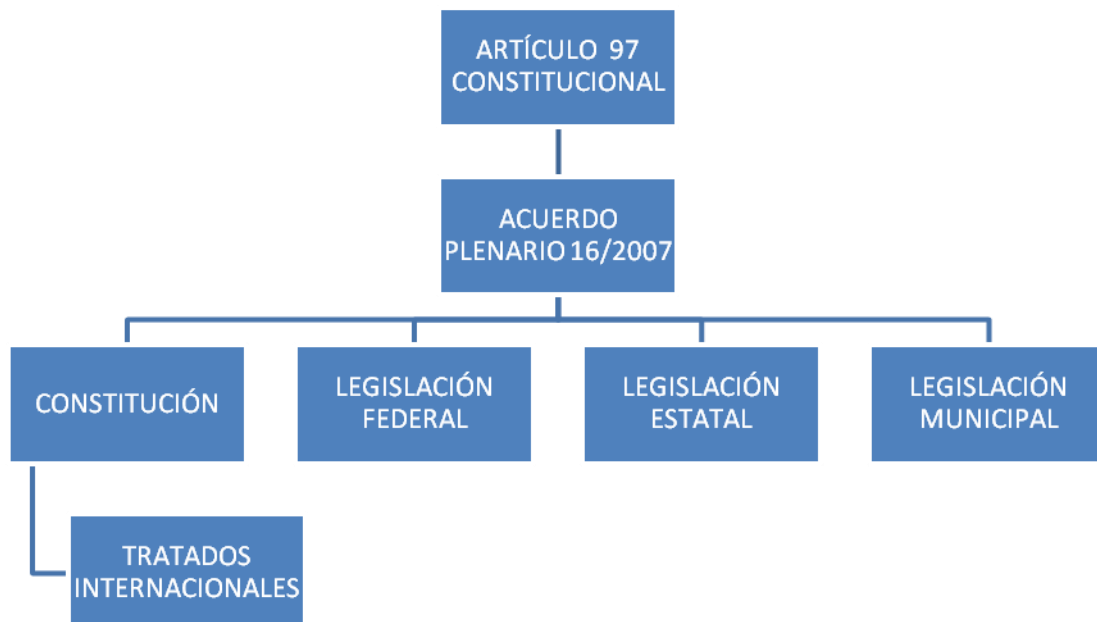 ARTÍCULO 97
CONSTITUCIONAL
ACUERDO
PLENARIO 16/2007
CONSTITUCIÓN
LEGISLACIÓN
FEDERAL
LEGISLACIÓN
ESTATAL
LEGISLACIÓN
MUNICIPAL
TRATADOS
INTERNACIONALES